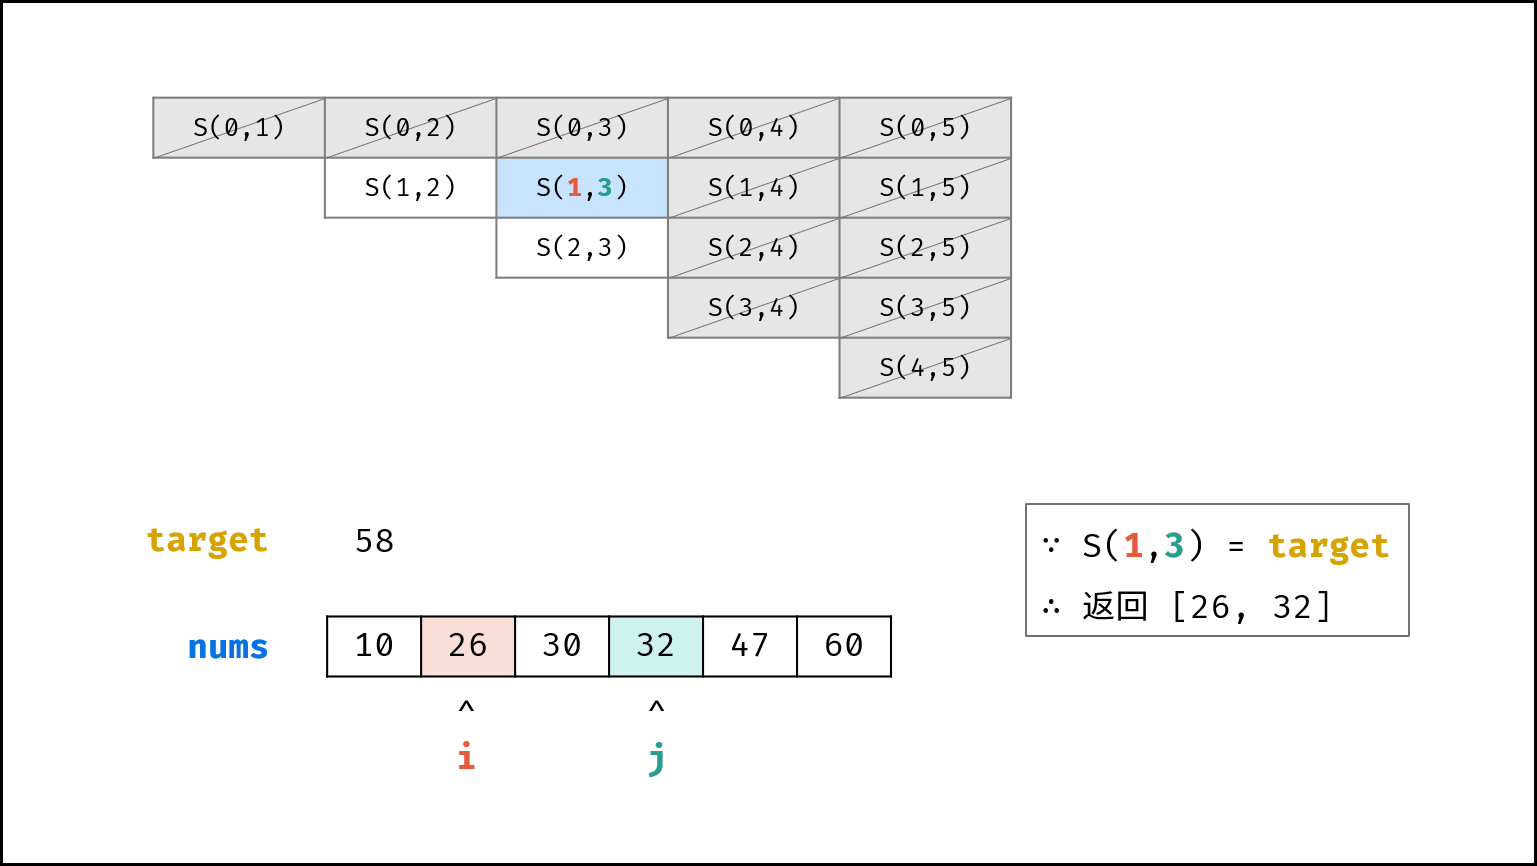 S(0,1) S(0,2) S(0,3) S(0,4) S(0,5)
S(1,2) S(1,3) S(1,4) S(1,5)
S(2,3) S(2,4) S(2,5)
S(3,4) S(3,5)
S(4,5)
target 58
∵ S(1,3) = target
∴ 返回 [26, 32]
nums 10 26 30 32 47 60
^ ^
i j